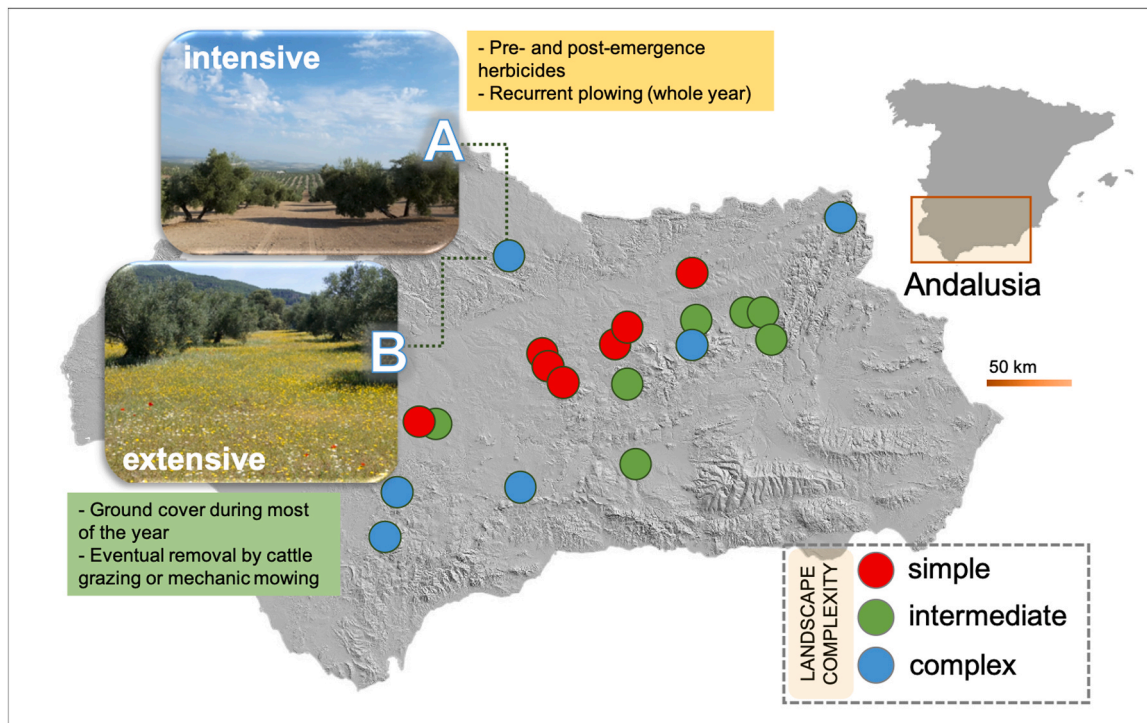 intensive
A
- Pre- and post-emergence
herbicides
- Recurrent plowing (whole year)
Andalusia
50 km
B
extensive
- Ground cover during most
of the year
- Eventual removal by cattle
grazing or mechanic mowing
LANDSCAPE
COMPLEXITY
simple
intermediate
complex